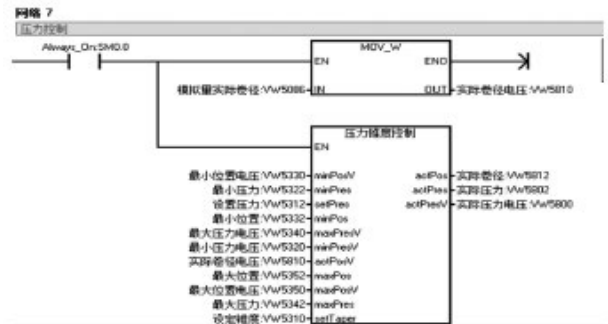 网络 7
压力控制
Always_On:SM0.0
MOV_W
EN
ENO
模拟量实际卷径:VW5086
IN
OUT
实际卷径电压:VW5810
压力锥度控制
EN
最小位置电压:VW5330
minPosV
actPos
实际卷径:VW5812
最小压力:VW5322
minPres
actPres
实际压力:VW5802
设置压力:VW5312
setPres
actPresV
实际压力电压:VW5800
最小位置:VW5332
minPos
最大压力电压:VW5340
maxPresV
最小压力电压:VW5320
minPresV
实际卷径电压:VW5810
actPosV
最大位置:VW5352
maxPos
最大位置电压:VW5350
maxPosV
最大压力:VW5342
maxPres
设定锥度:VW5310
setTaper